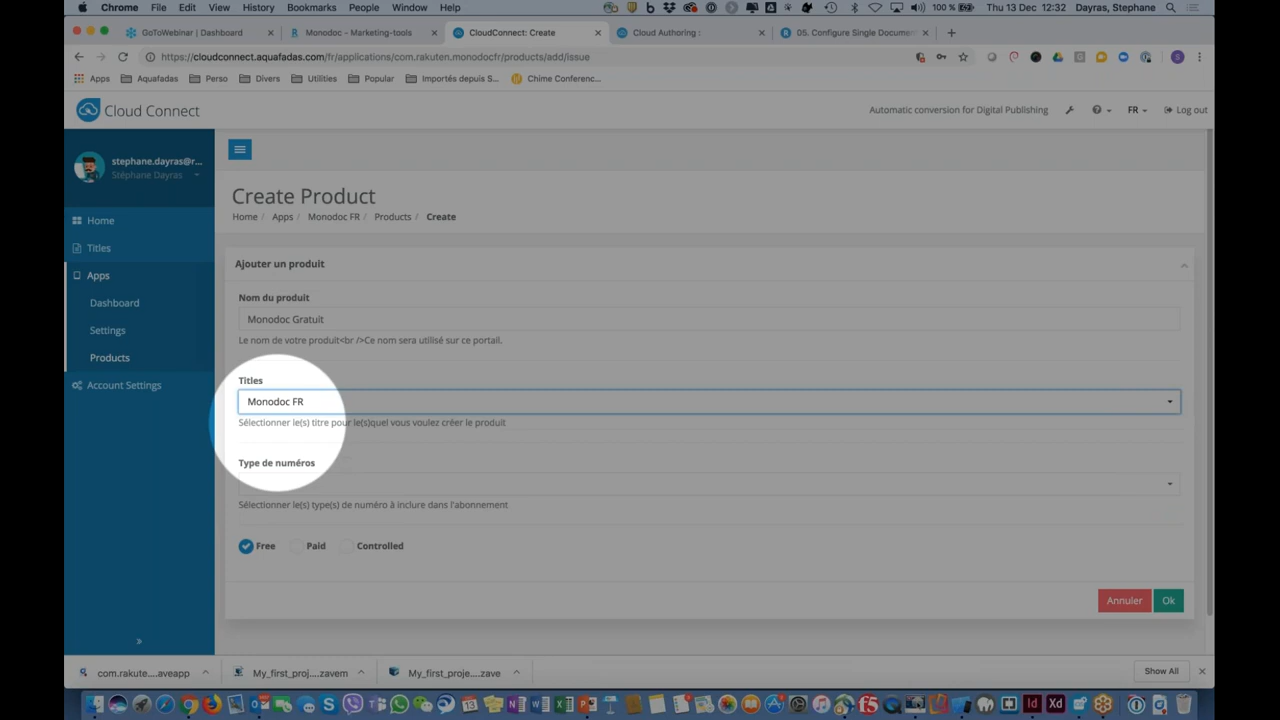 Chrome File Edit View History Bookmarks People Window Help 100 % Thu 13 Dec 12:32 Dayras, Stephane
GoToWebinar | Dashboard Monodoc - Marketing-tools CloudConnect: Create Cloud Authoring : 05. Configure Single Documen
https://cloudconnect.aquafadas.com/fr/applications/com.rakuten.monodocfr/products/add/issue
Apps Aquafadas Perso Divers Utilities Popular Importés depuis S... Chime Conferenc...
Cloud Connect Automatic conversion for Digital Publishing FR Log out
stephane.dayras@r...
Stéphane Dayras
Home
Titles
Apps
Dashboard
Settings
Products
Account Settings
Create Product
Home / Apps / Monodoc FR / Products / Create
Ajouter un produit
Nom du produit
Monodoc Gratuit
Le nom de votre produit<br />Ce nom sera utilisé sur ce portail.
Titles
Monodoc FR
Sélectionner le(s) titre pour le(s)quel vous voulez créer le produit
Type de numéros
Sélectionner le(s) type(s) de numéro à inclure dans l'abonnement
Free Paid Controlled
Annuler Ok
com.rakute....aveapp My_first_proj....zavem My_first_proje....zave Show All